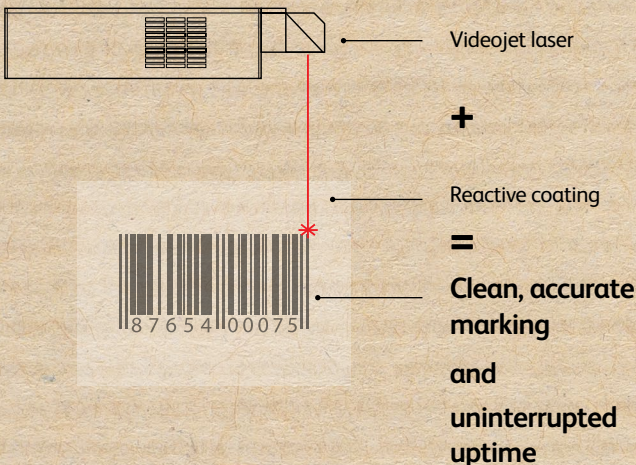 Videojet laser
+
Reactive coating
=
Clean, accurate
marking
87654 00075
and
uninterrupted
uptime